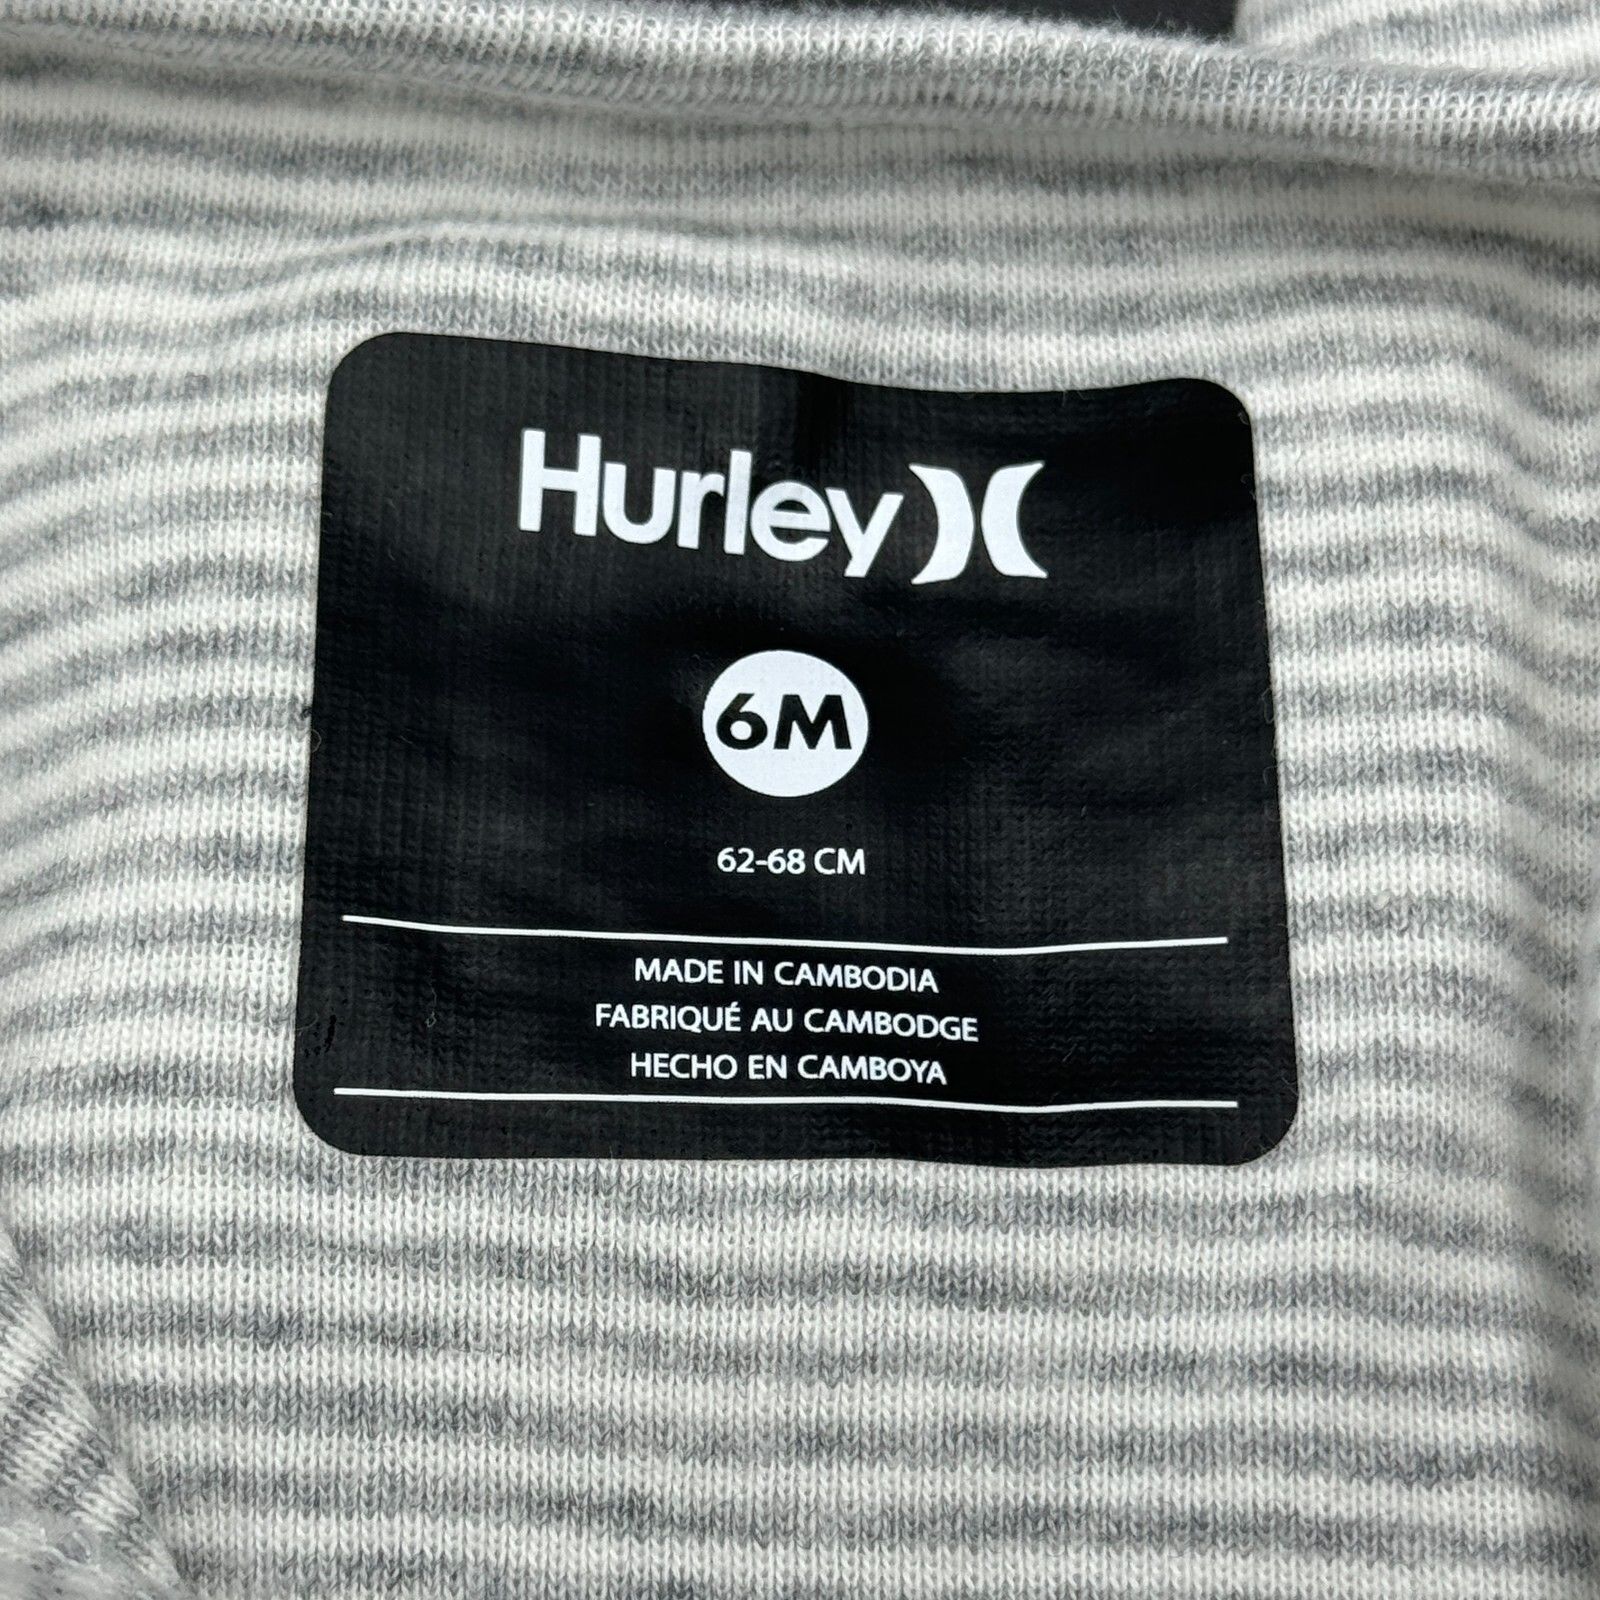 Hurley
6M
62-68 CM
MADE IN CAMBODIA
FABRIQUÉ AU CAMBODGE
HECHO EN CAMBOYA